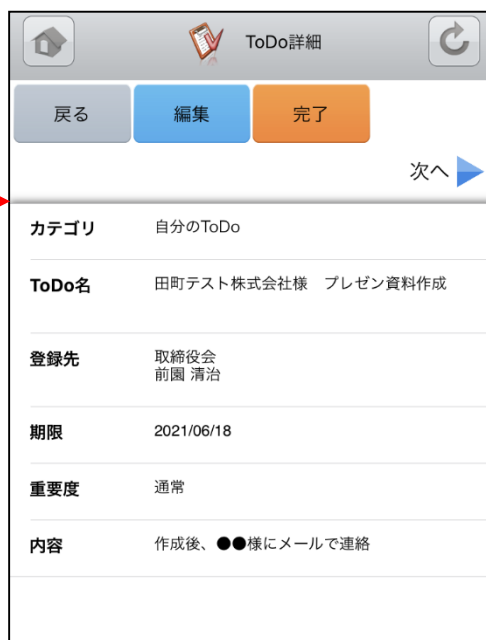 ToDo詳細
戻る 編集 完了
次へ
カテゴリ 自分のToDo
ToDo名 田町テスト株式会社様　プレゼン資料作成
登録先 取締役会
前園 清治
期限 2021/06/18
重要度 通常
内容 作成後、●●様にメールで連絡